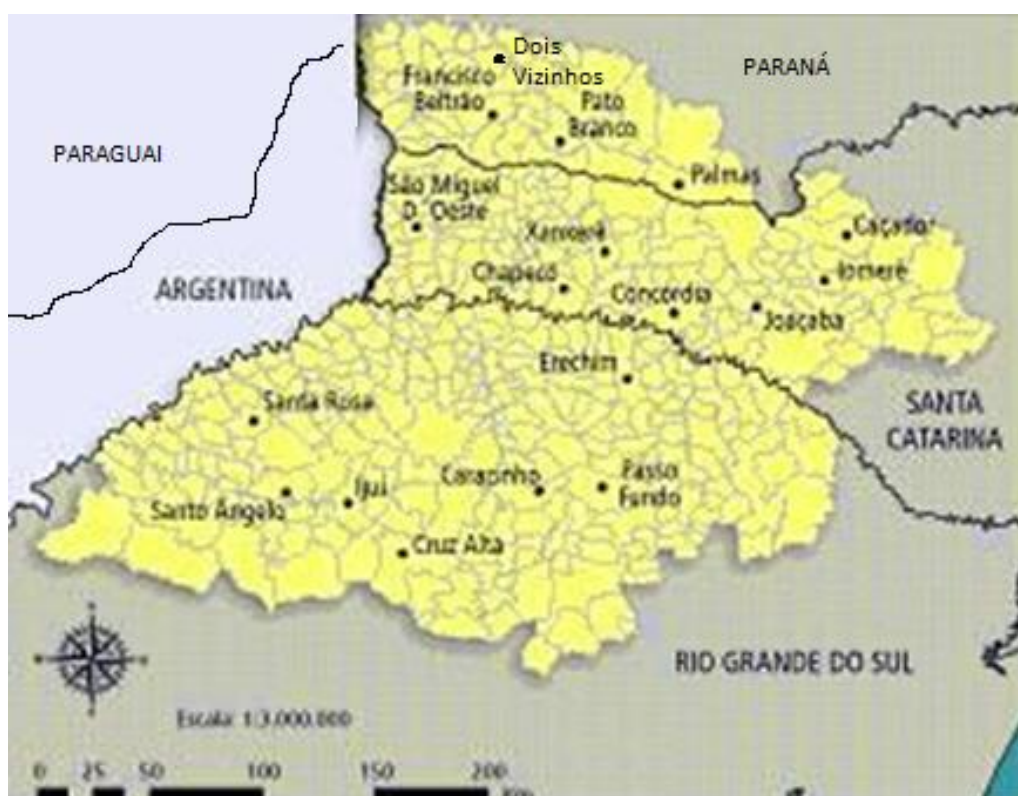 Dois
Vizinhos
PARANÁ
Francisco
Beltrão
Pato
Branco
PARAGUAI
Palmas
São Miguel
D. Oeste
Xanxerê
Caçador
ARGENTINA
Chapecó
Concórdia
Iomerê
Joaçaba
Erechim
SANTA
CATARINA
Santa Rosa
Ijuí
Carazinho
Passo
Fundo
Santo Ângelo
Cruz Alta
RIO GRANDE DO SUL
Escala: 1:3.000.000
0 25 50 100 150 200
Km